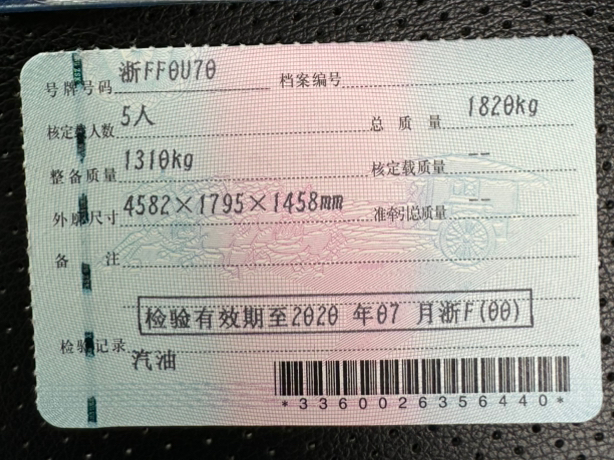 号牌号码 浙FF0U70 档案编号
核定载人数 5人 总质量 1820kg
整备质量 1310kg 核定载质量 --
外廓尺寸 4582×1795×1458mm 准牵引总质量 --
备注
检验有效期至2020 年07 月浙F(00)
检验记录 汽油
*3360026356440*